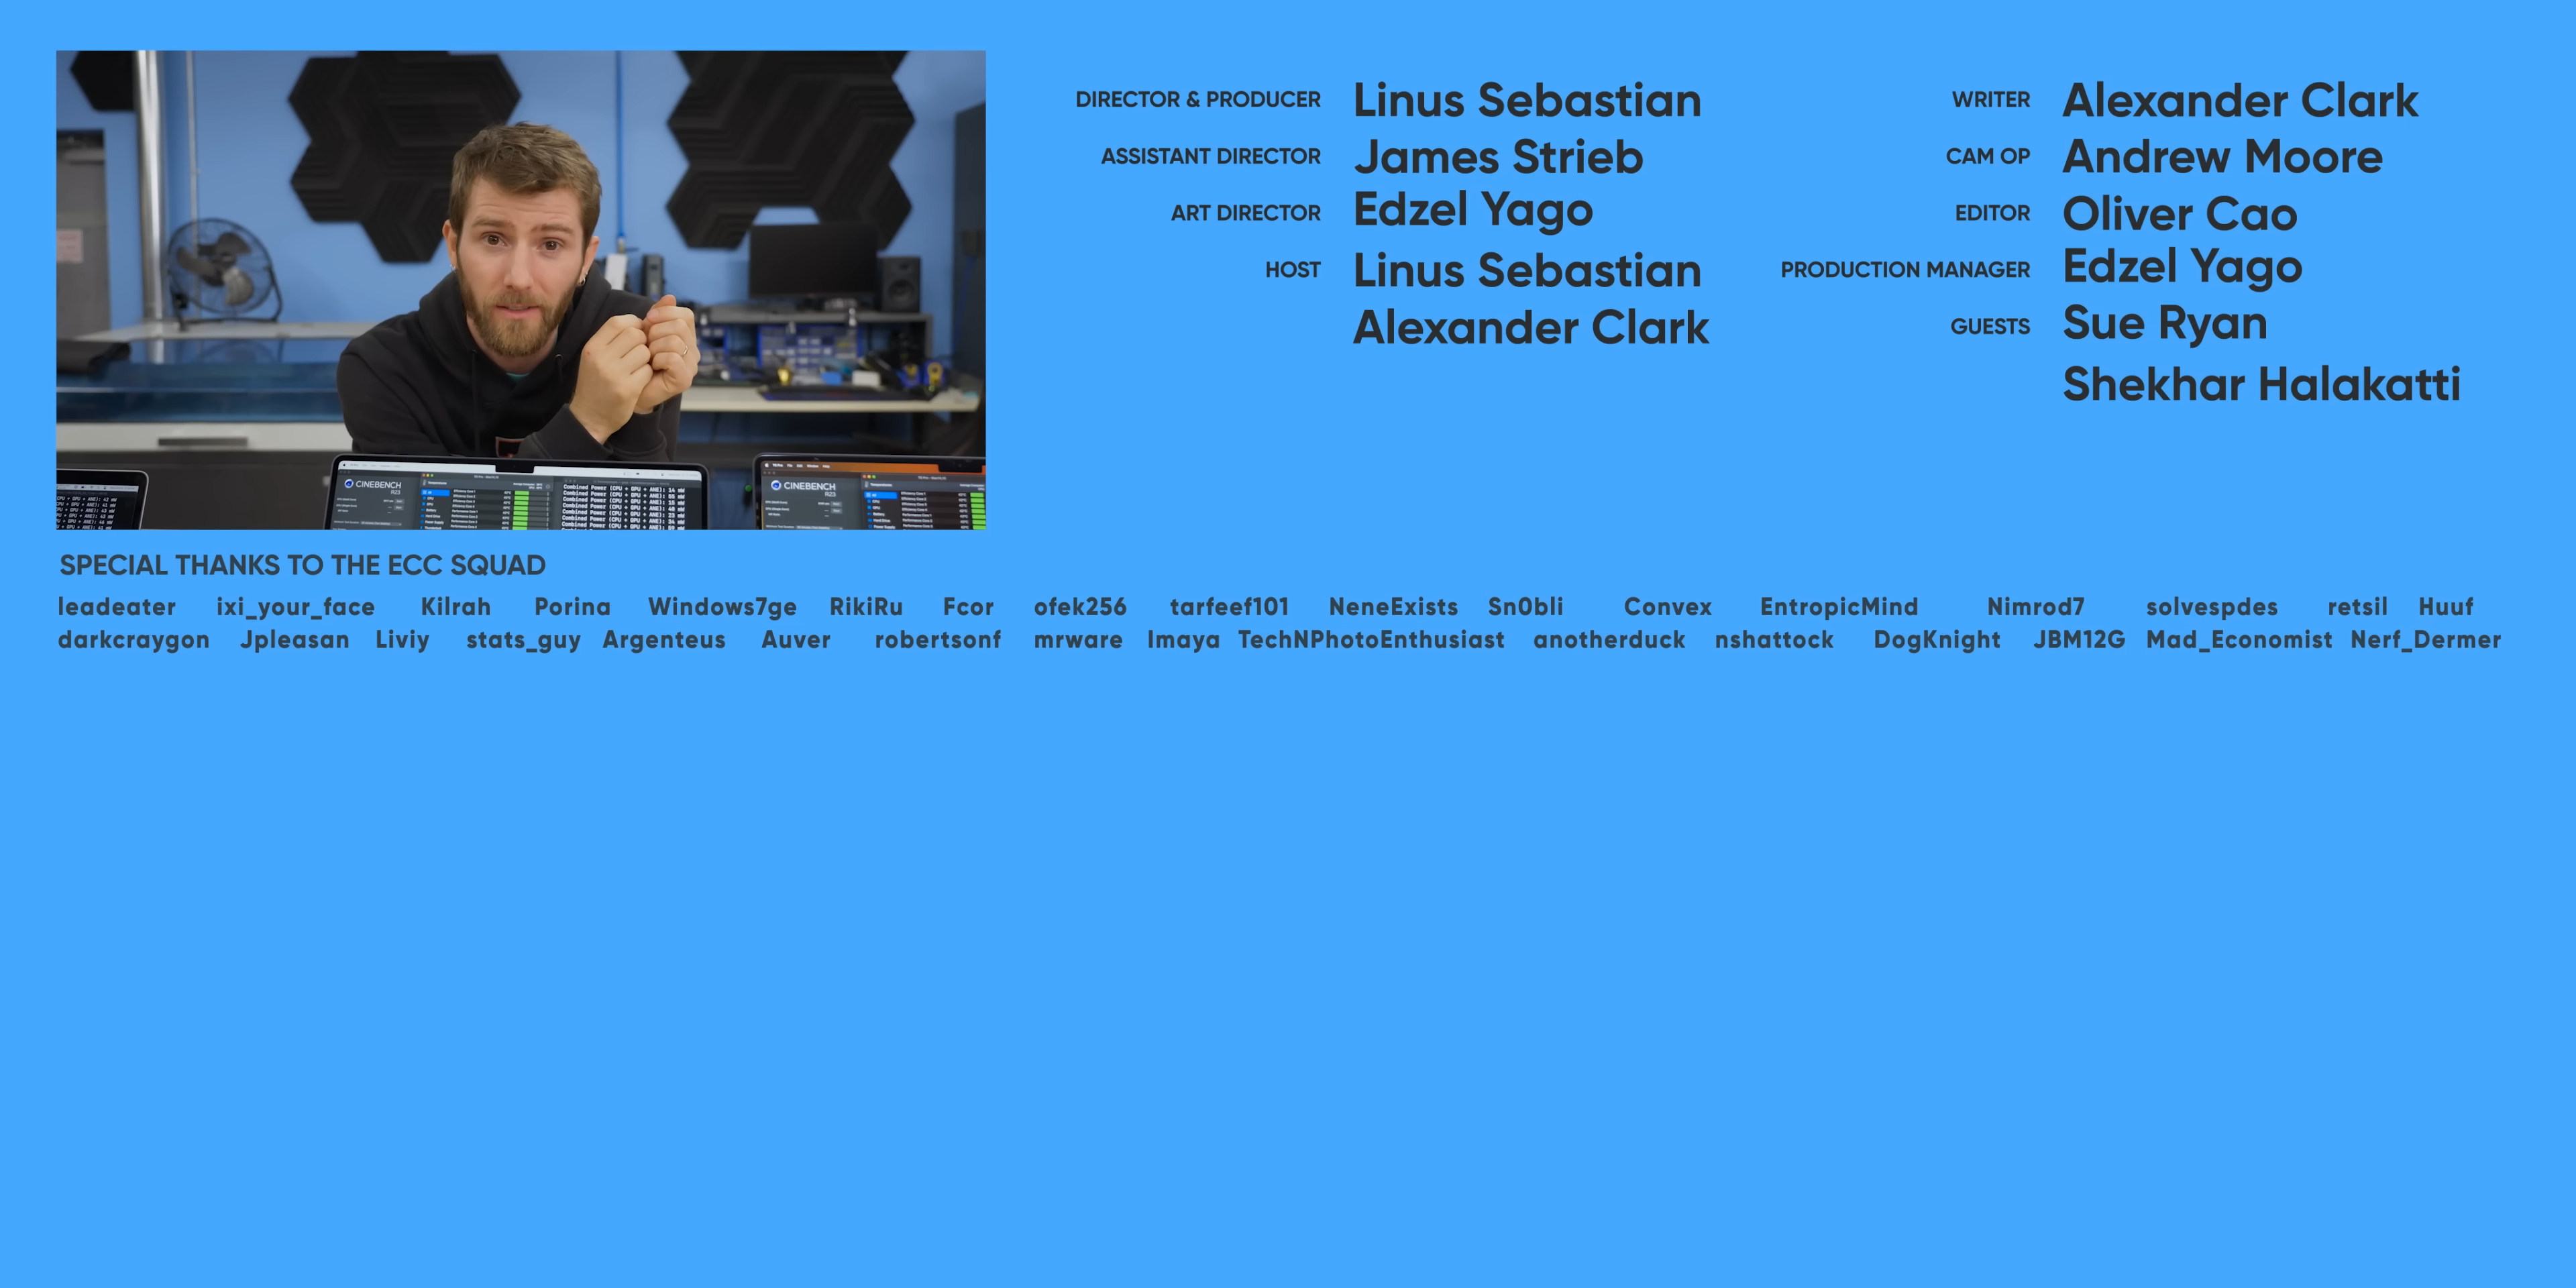 DIRECTOR & PRODUCER Linus Sebastian
ASSISTANT DIRECTOR James Strieb
ART DIRECTOR Edzel Yago
HOST Linus Sebastian
Alexander Clark
WRITER Alexander Clark
CAM OP Andrew Moore
EDITOR Oliver Cao
PRODUCTION MANAGER Edzel Yago
GUESTS Sue Ryan
Shekhar Halakatti
CINEBENCH
R23
CINEBENCH
R23
SPECIAL THANKS TO THE ECC SQUAD
leadeater ixi_your_face Kilrah Porina Windows7ge RikiRu Fcor ofek256 tarfeef101 NeneExists Sn0bli Convex EntropicMind Nimrod7 solvespdes retsil Huuf
darkcraygon Jpleasan Liviy stats_guy Argenteus Auver robertsonf mrware Imaya TechNPhotoEnthusiast anotherduck nshattock DogKnight JBM12G Mad_Economist Nerf_Dermer